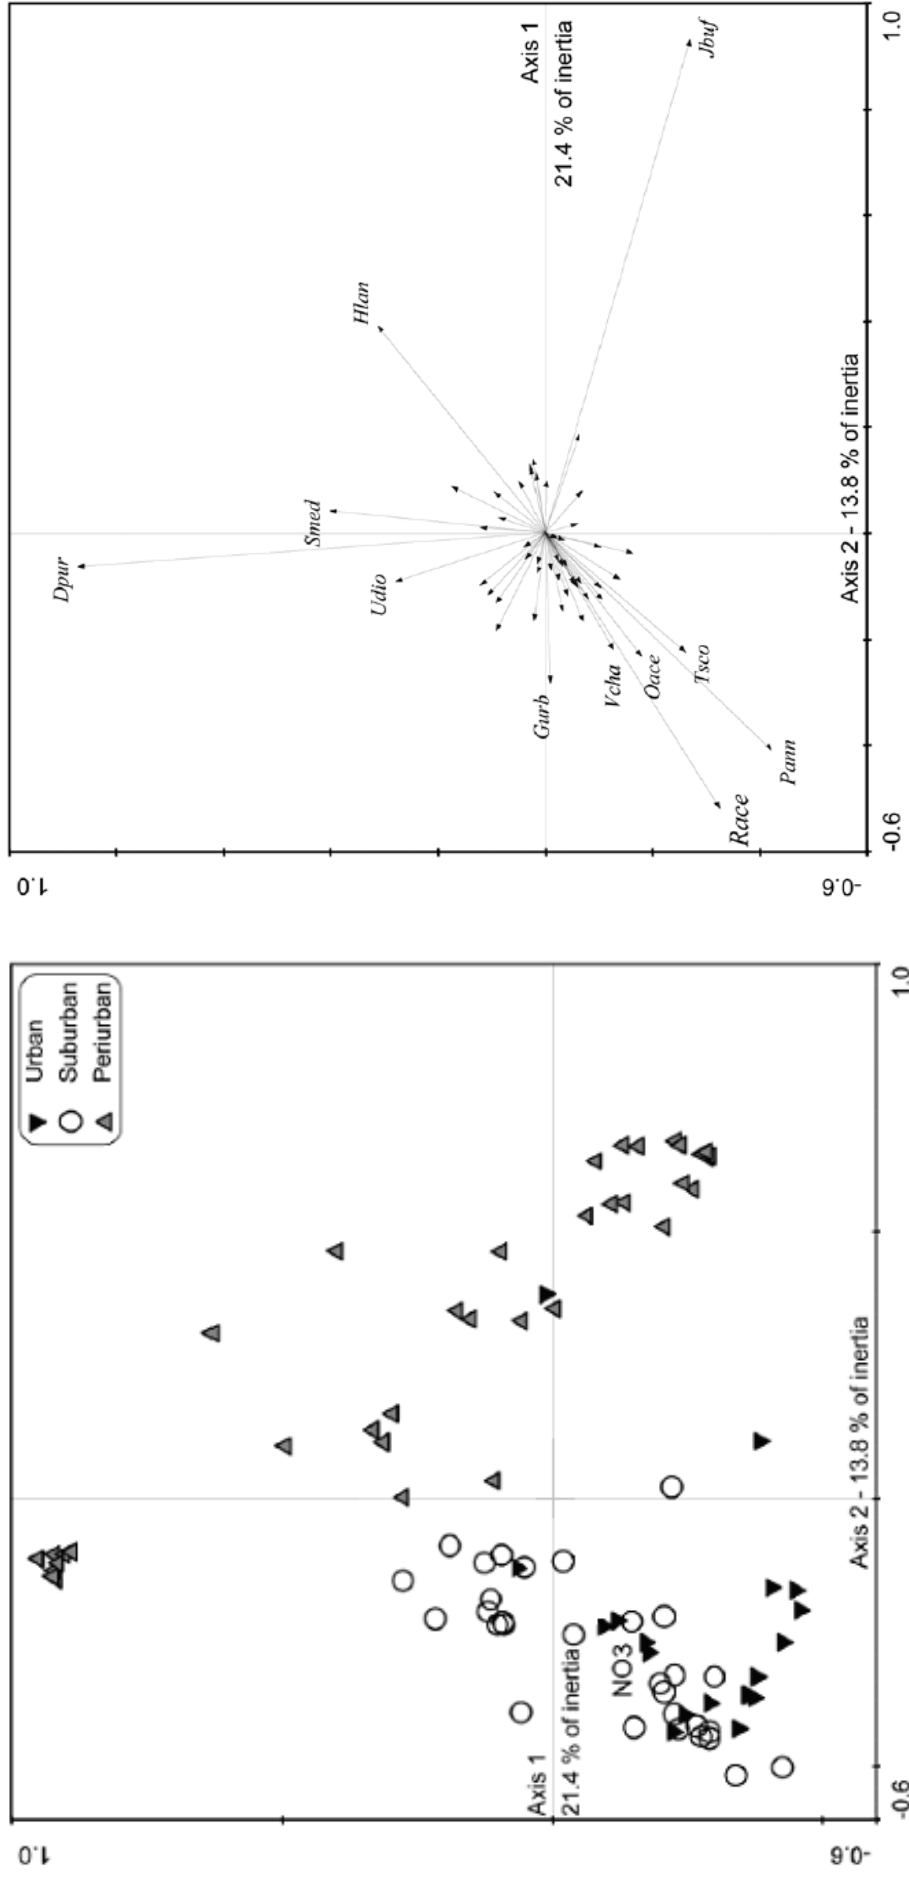 Urban
Suburban
Periurban
NO3
Axis 1
21.4 % of inertia
Axis 2 - 13.8 % of inertia
1.0
-0.6
-0.6
1.0
Dpur
Smed
Hlan
Udio
Gurb
Vcha
Oace
Tsco
Race
Pann
Jbuf
Axis 1
21.4 % of inertia
Axis 2 - 13.8 % of inertia
1.0
-0.6
-0.6
1.0